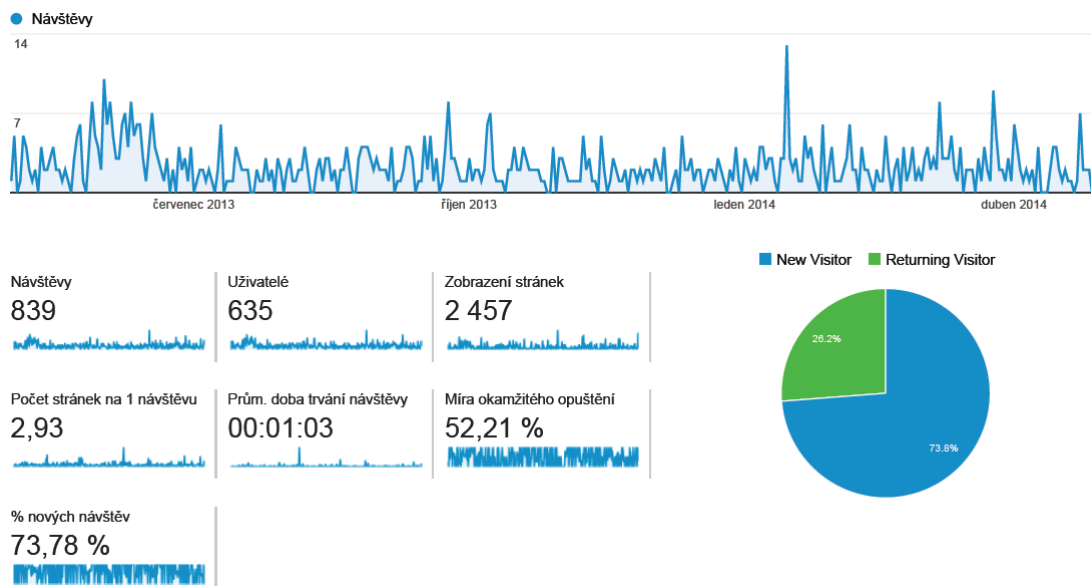 Návštěvy
14
7
červenec 2013 říjen 2013 leden 2014 duben 2014
New Visitor Returning Visitor
Návštěvy Uživatelé Zobrazení stránek
839 635 2 457
26.2%
Počet stránek na 1 návštěvu Prům. doba trvání návštěvy Míra okamžitého opuštění
2,93 00:01:03 52,21 %
73.8%
% nových návštěv
73,78 %